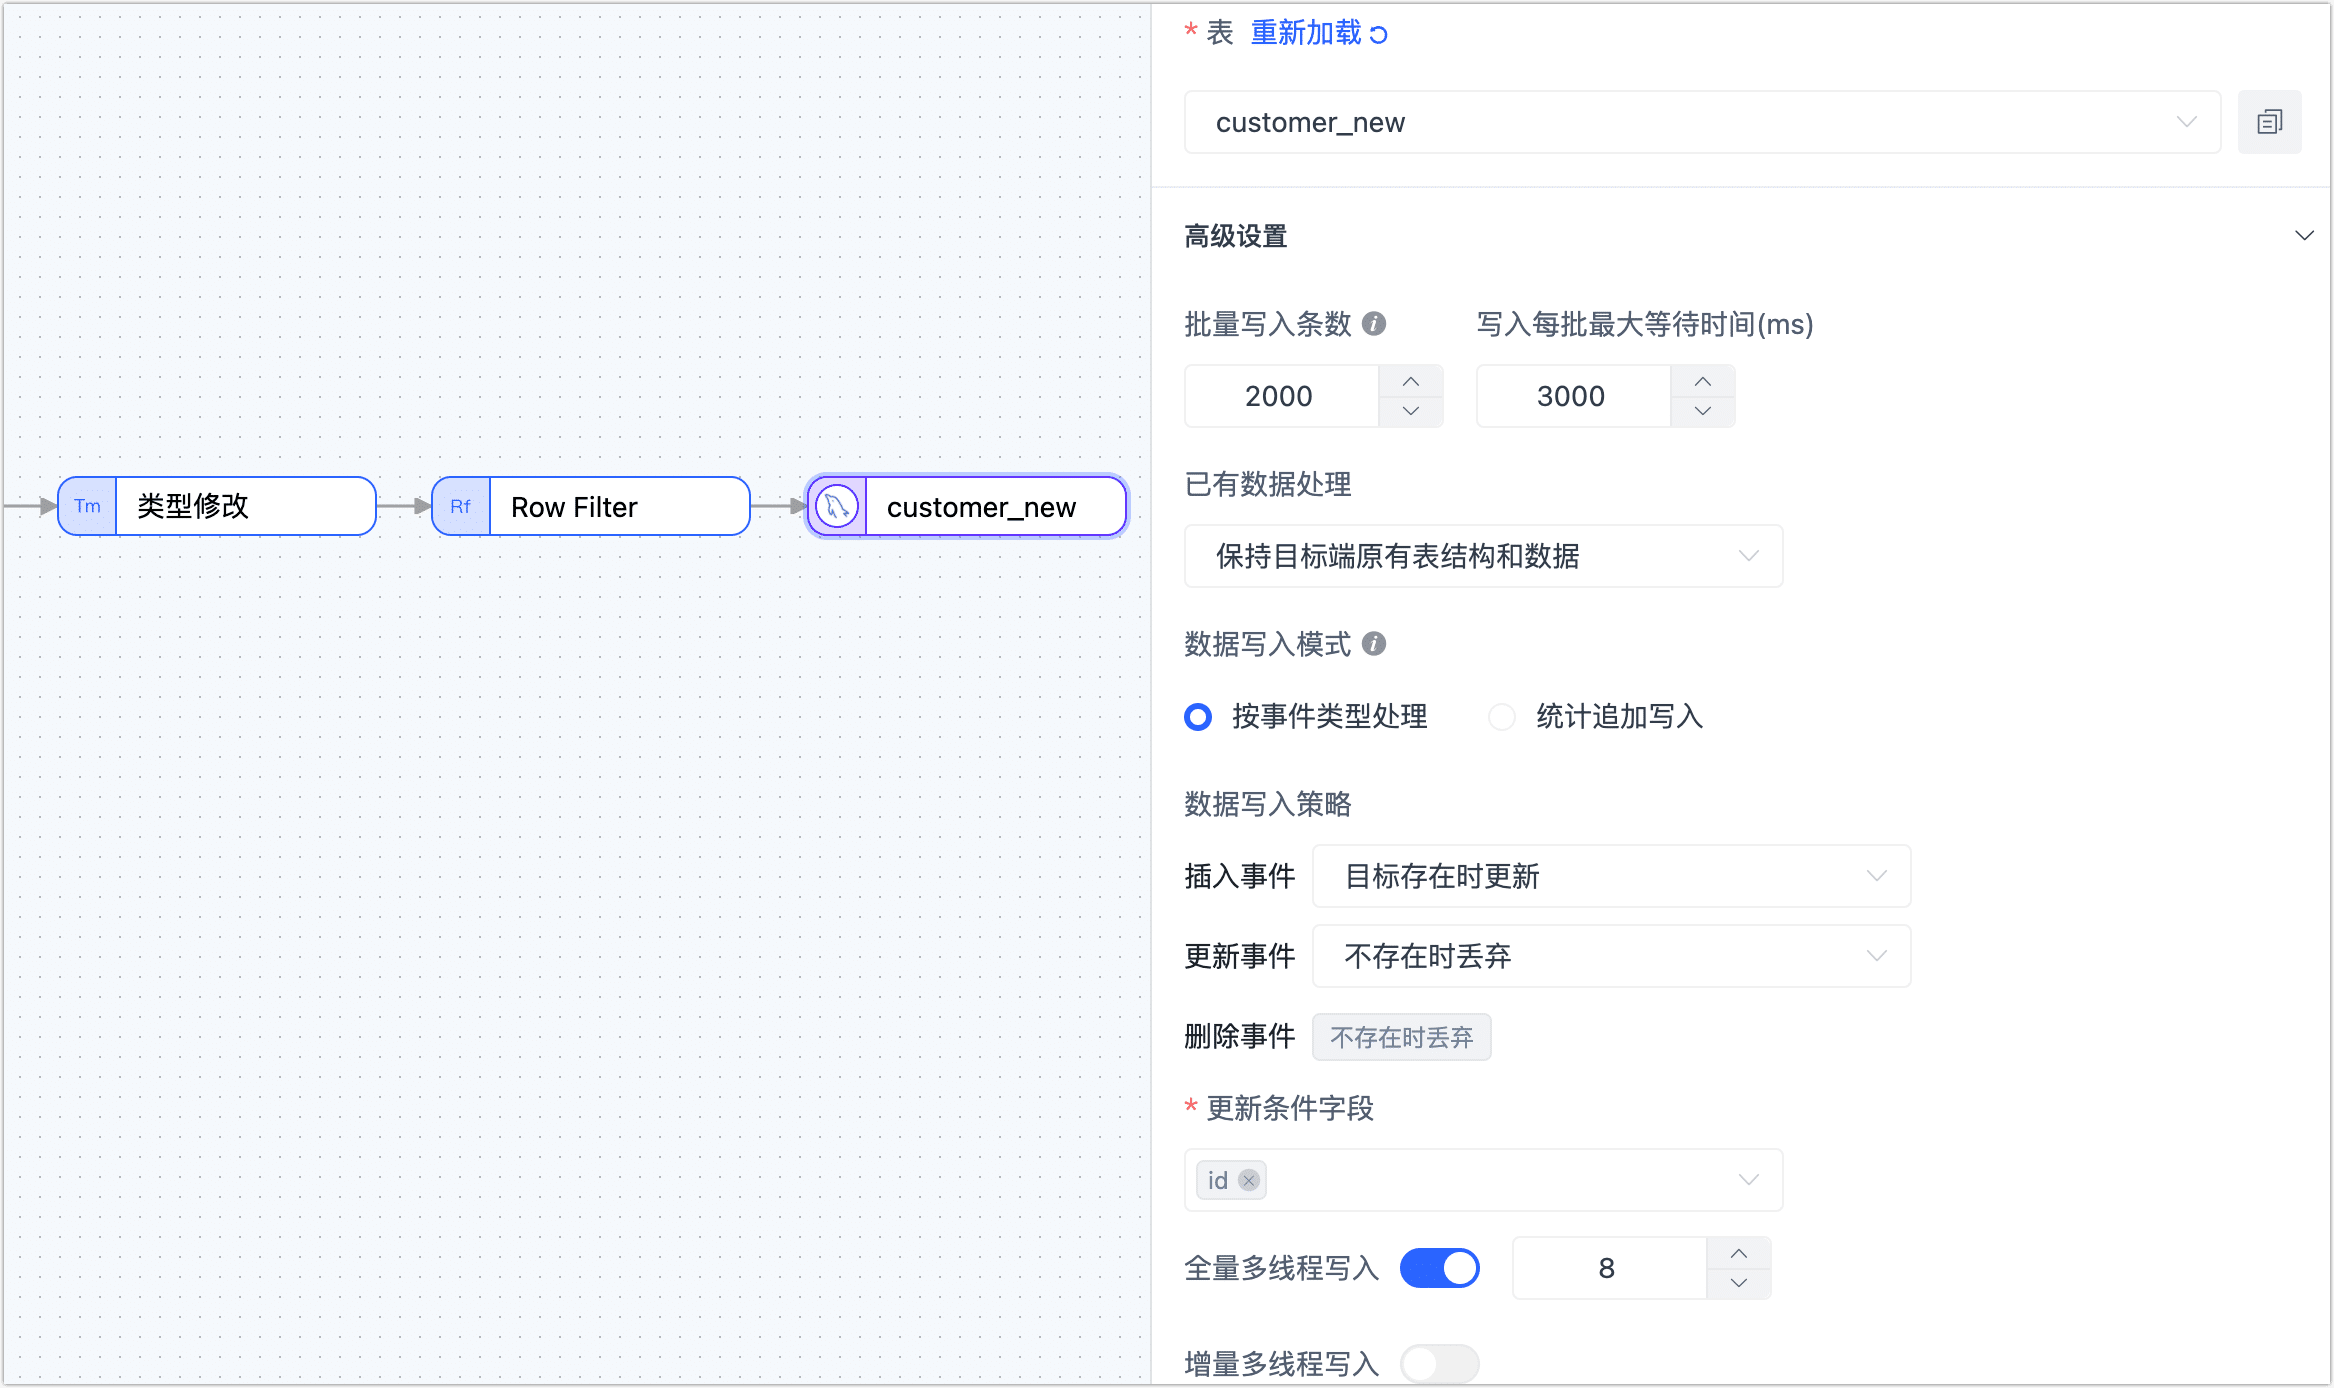 Tm 类型修改
Rf Row Filter
customer_new
* 表 重新加载
customer_new
高级设置
批量写入条数 写入每批最大等待时间(ms)
2000 3000
已有数据处理
保持目标端原有表结构和数据
数据写入模式
按事件类型处理 统计追加写入
数据写入策略
插入事件 目标存在时更新
更新事件 不存在时丢弃
删除事件 不存在时丢弃
* 更新条件字段
id
全量多线程写入 8
增量多线程写入